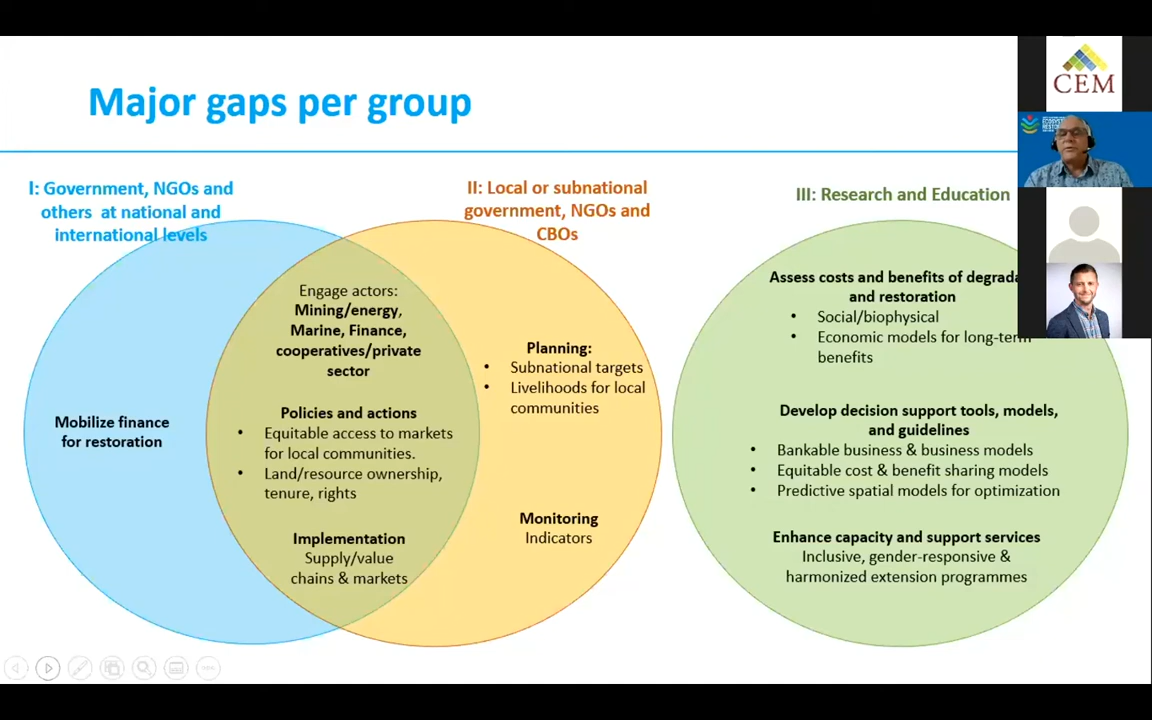 Major gaps per group
CEM
I: Government, NGOs and
others at national and
international levels
II: Local or subnational
government, NGOs and
CBOs
III: Research and Education
Mobilize finance
for restoration
Engage actors:
Mining/energy,
Marine, Finance,
cooperatives/private
sector
Policies and actions
• Equitable access to markets
for local communities.
• Land/resource ownership,
tenure, rights
Implementation
Supply/value
chains & markets
Planning:
• Subnational targets
• Livelihoods for local
communities
Monitoring
Indicators
Assess costs and benefits of degrada
and restoration
• Social/biophysical
• Economic models for long-term
benefits
Develop decision support tools, models,
and guidelines
• Bankable business & business models
• Equitable cost & benefit sharing models
• Predictive spatial models for optimization
Enhance capacity and support services
Inclusive, gender-responsive &
harmonized extension programmes